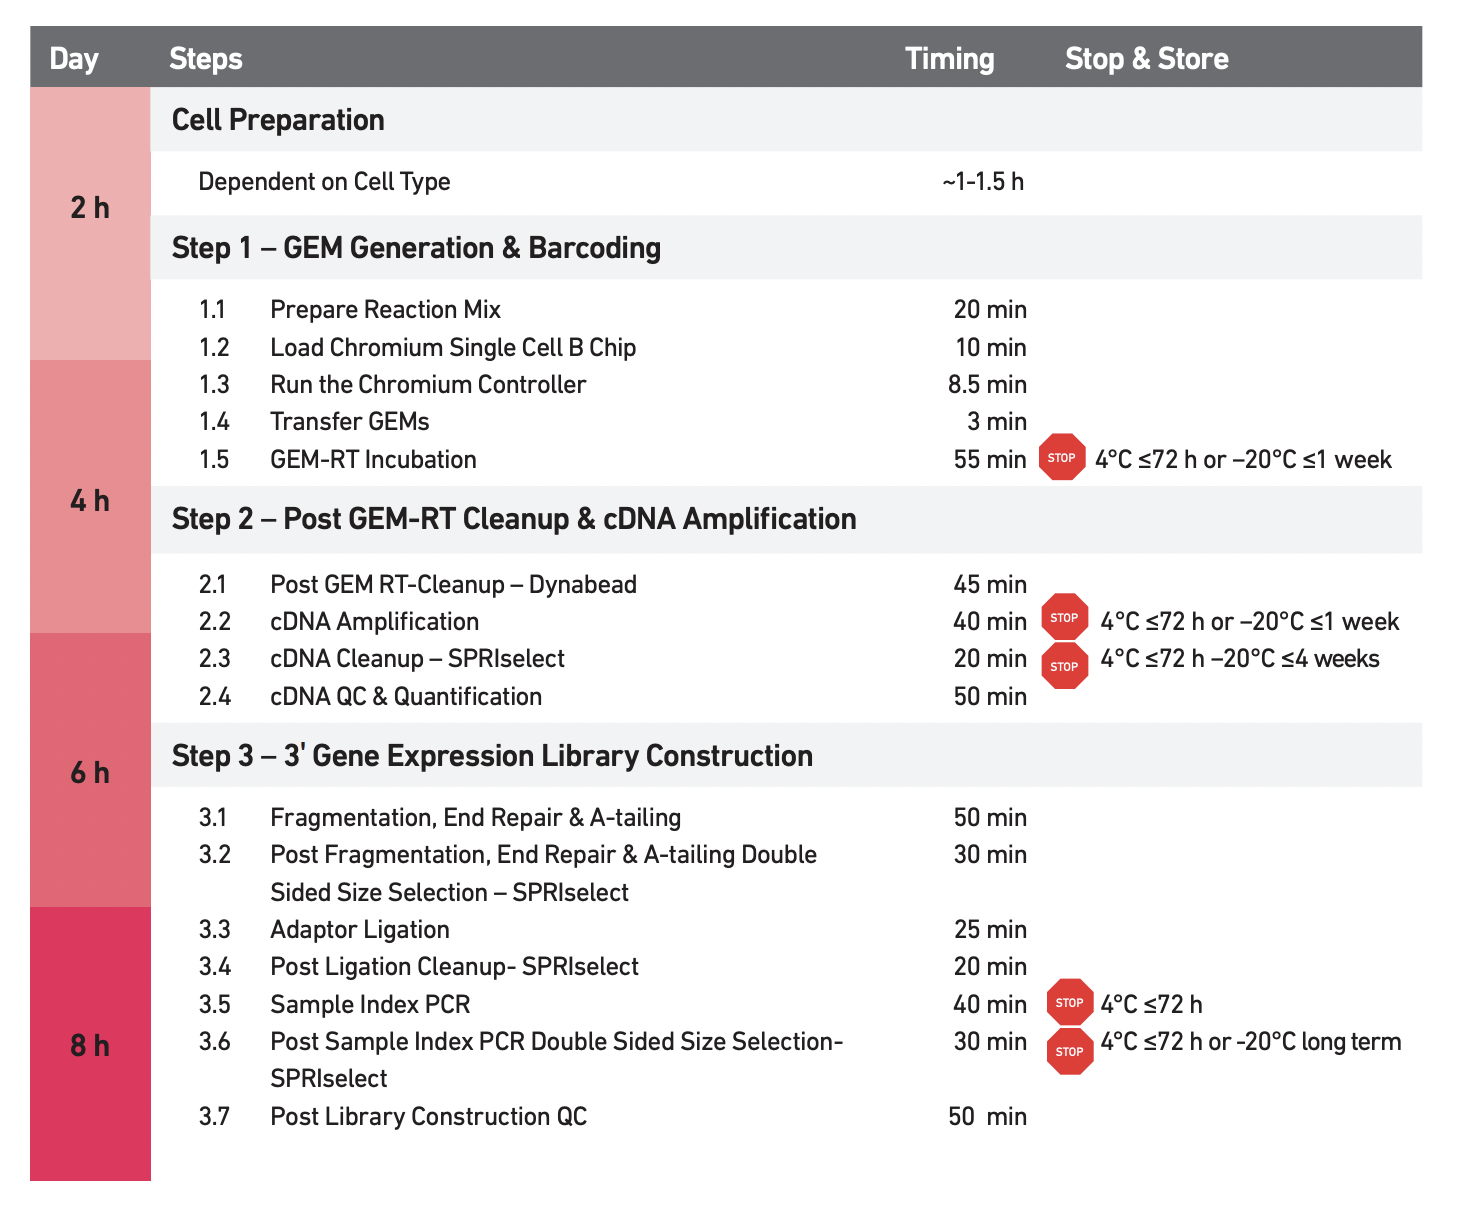 Day Steps Timing Stop & Store
Cell Preparation
Dependent on Cell Type ~1-1.5 h
2 h
Step 1 – GEM Generation & Barcoding
1.1 Prepare Reaction Mix 20 min
1.2 Load Chromium Single Cell B Chip 10 min
1.3 Run the Chromium Controller 8.5 min
1.4 Transfer GEMs 3 min
1.5 GEM-RT Incubation 55 min STOP 4°C ≤72 h or –20°C ≤1 week
4 h
Step 2 – Post GEM-RT Cleanup & cDNA Amplification
2.1 Post GEM RT-Cleanup – Dynabead 45 min
2.2 cDNA Amplification 40 min STOP 4°C ≤72 h or –20°C ≤1 week
2.3 cDNA Cleanup – SPRIselect 20 min STOP 4°C ≤72 h –20°C ≤4 weeks
2.4 cDNA QC & Quantification 50 min
Step 3 – 3' Gene Expression Library Construction
6 h
3.1 Fragmentation, End Repair & A-tailing 50 min
3.2 Post Fragmentation, End Repair & A-tailing Double 30 min
Sided Size Selection – SPRIselect
3.3 Adaptor Ligation 25 min
3.4 Post Ligation Cleanup- SPRIselect 20 min
3.5 Sample Index PCR 40 min STOP 4°C ≤72 h
3.6 Post Sample Index PCR Double Sided Size Selection- 30 min STOP 4°C ≤72 h or -20°C long term
8 h
SPRIselect
3.7 Post Library Construction QC 50 min